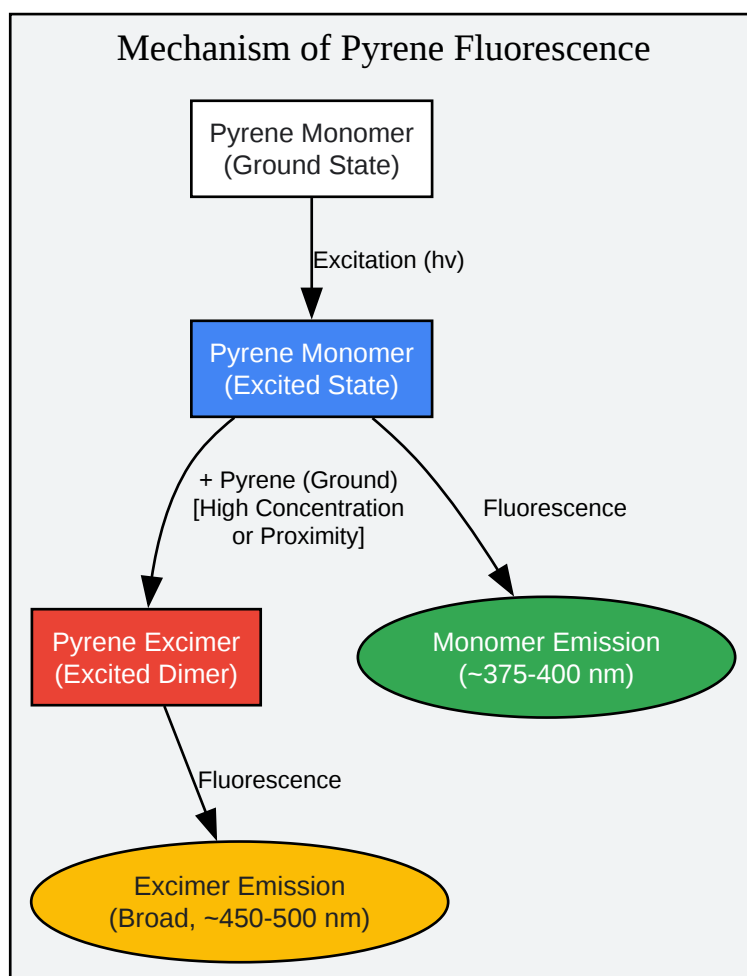 Mechanism of Pyrene Fluorescence
Pyrene Monomer
(Ground State)
Excitation (hv)
Pyrene Monomer
(Excited State)
+ Pyrene (Ground)
[High Concentration
or Proximity]
Fluorescence
Pyrene Excimer
(Excited Dimer)
Monomer Emission
(~375-400 nm)
Fluorescence
Excimer Emission
(Broad, ~450-500 nm)